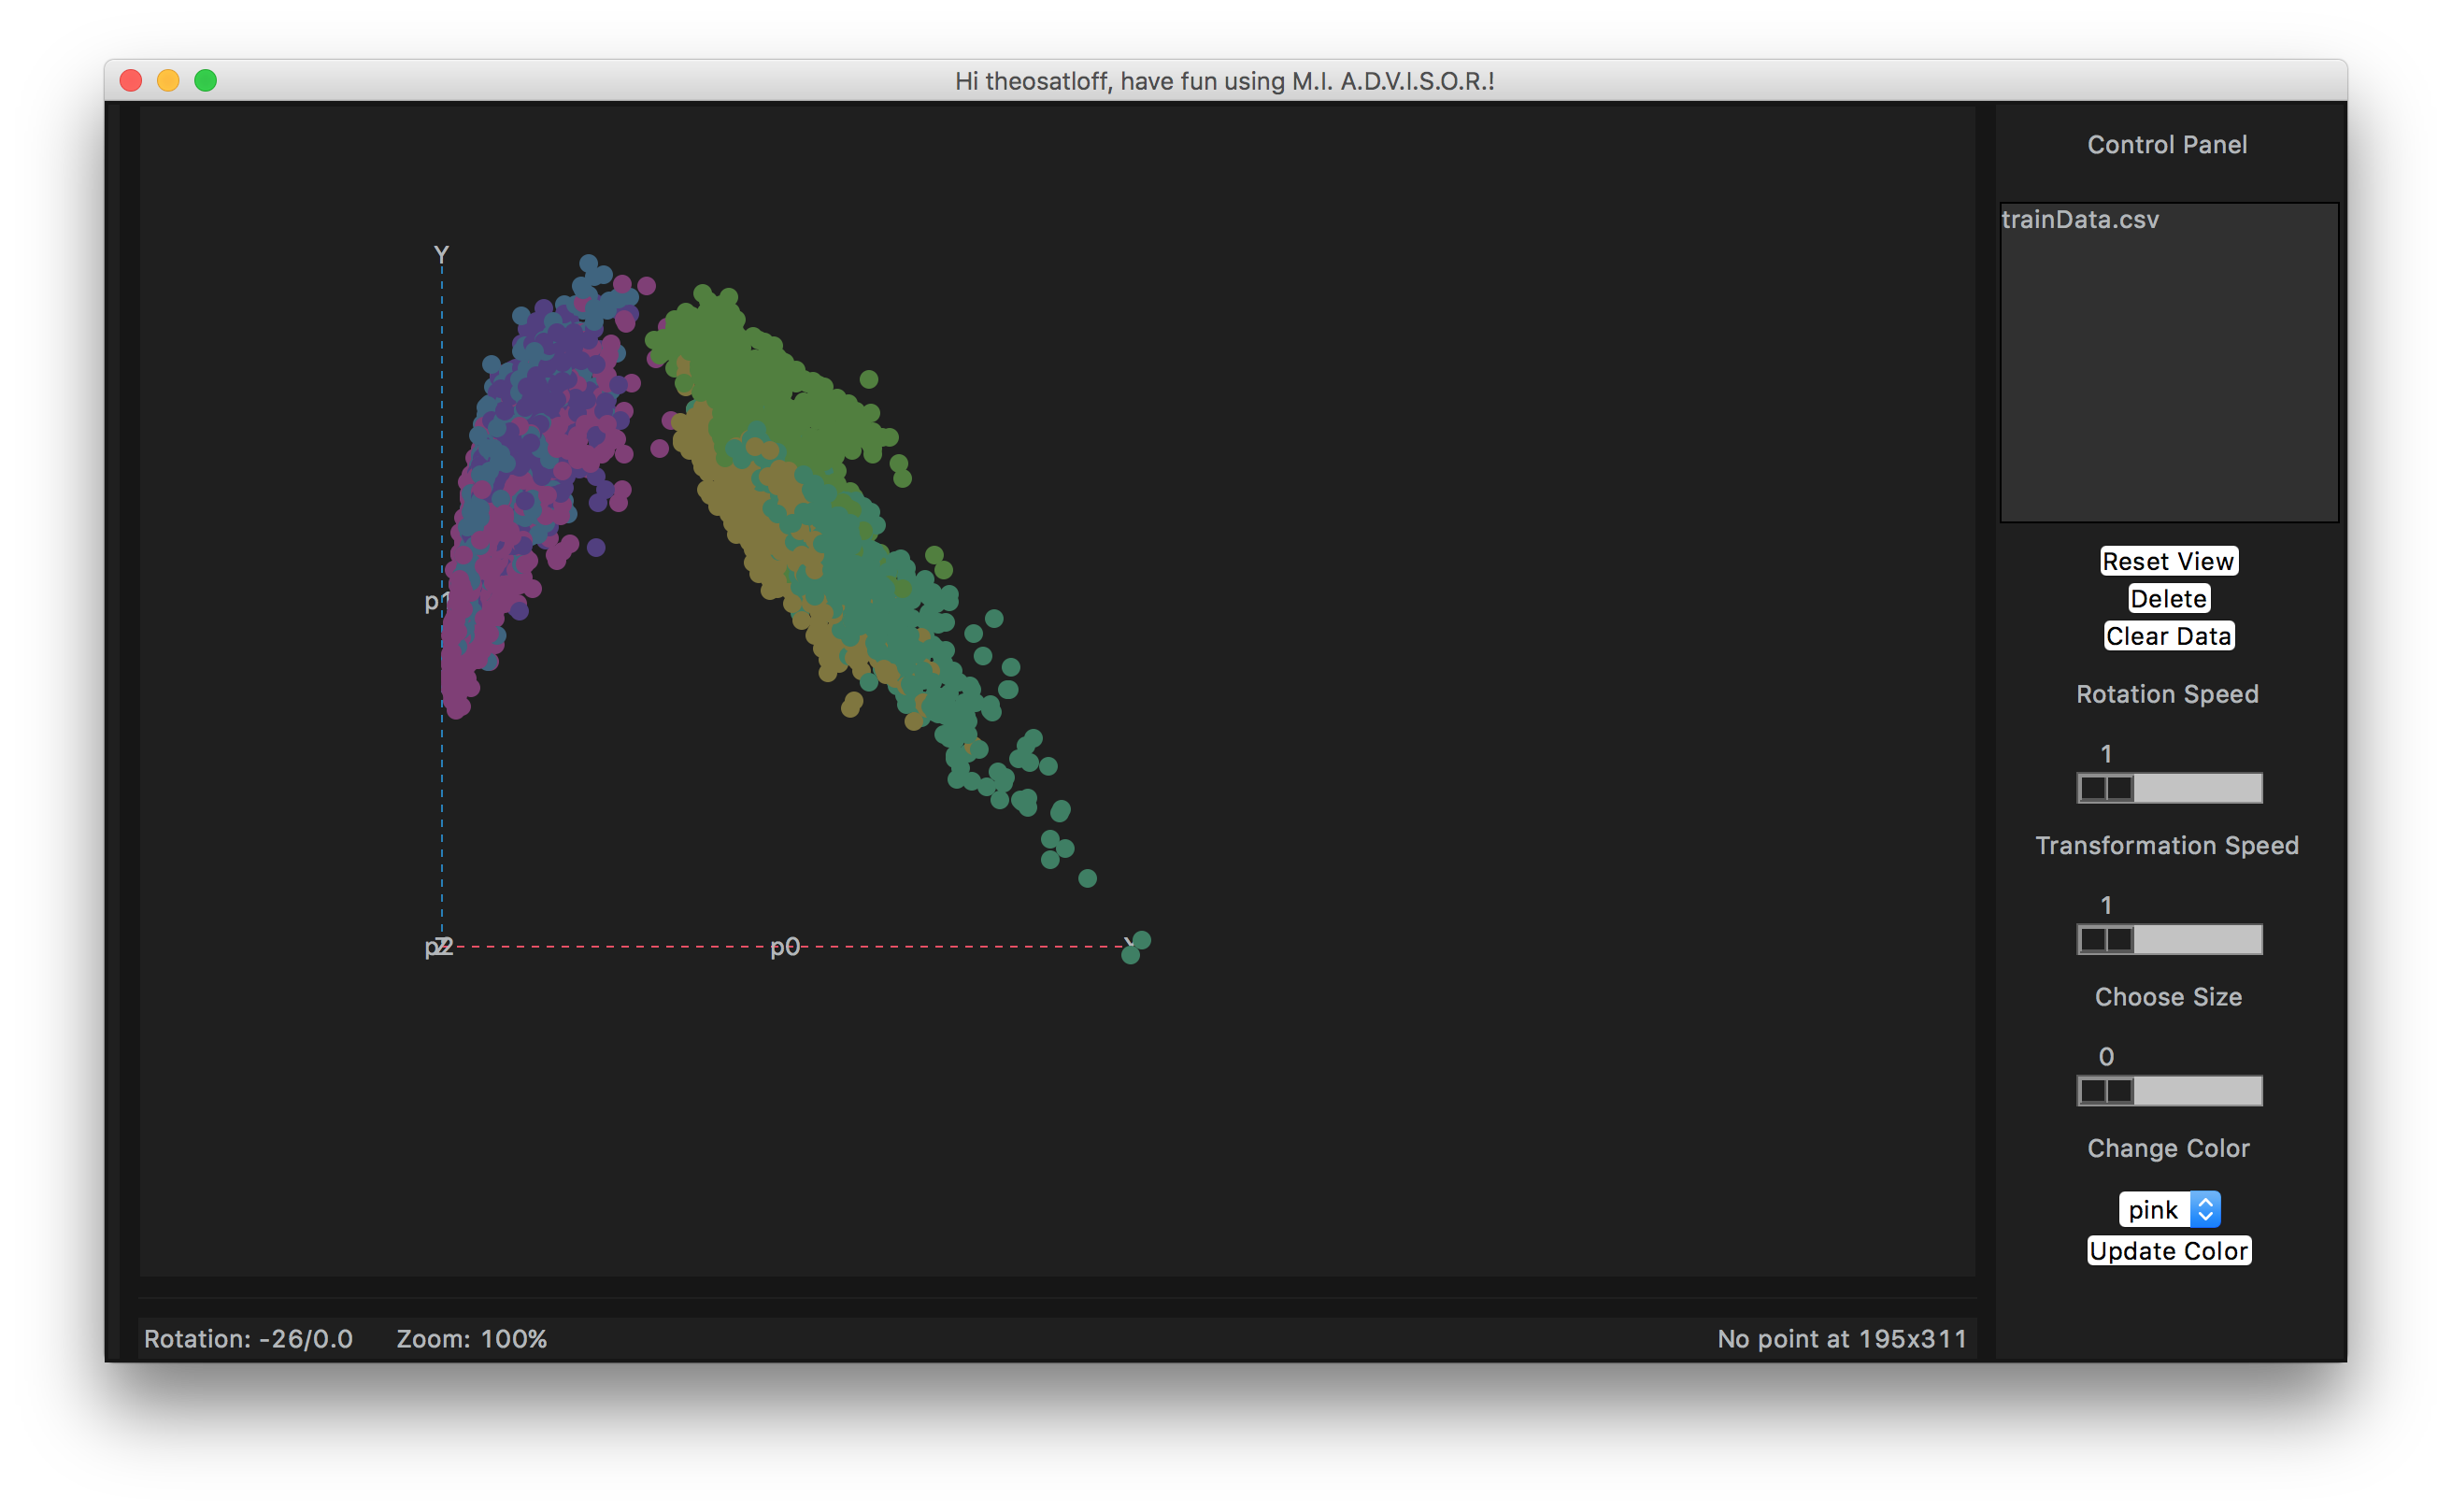 Hi theosatloff, have fun using M.I. A.D.V.I.S.O.R.!
Control Panel
trainData.csv
Y
p1
p0
Reset View
Delete
Clear Data
Rotation Speed
1
Transformation Speed
1
Choose Size
0
Change Color
pink
Update Color
Rotation: -26/0.0 Zoom: 100%
No point at 195x311